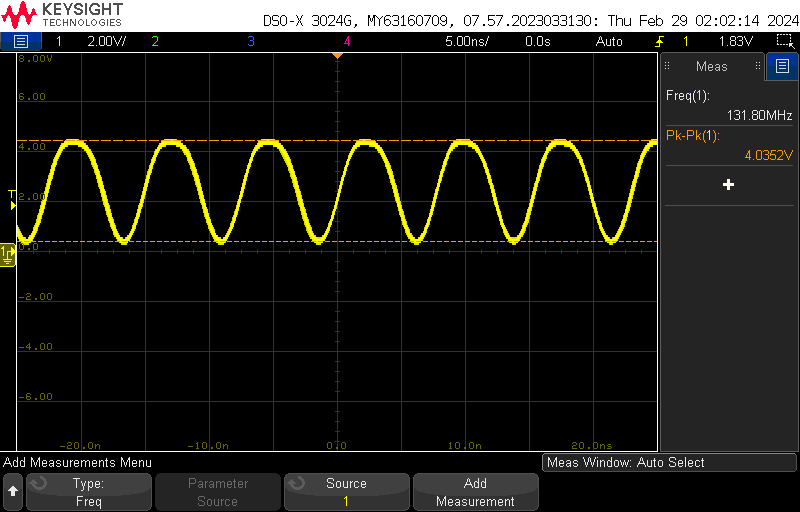 KEYSIGHT
TECHNOLOGIES
DSO-X 3024G, MY63160709, 07.57.2023033130: Thu Feb 29 02:02:14 2024
1 2.00V/ 2 3 4 5.00ns/ 0.0s Auto 1 1.83V
8.00V
6.00
4.00
2.00
0.0
-2.00
-4.00
-6.00
T
1
-20.0n -10.0n 0.0 10.0n 20.0ns
Meas
Freq(1):
131.80MHz
Pk-Pk(1):
4.0352V
Add Measurements Menu
Meas Window: Auto Select
Type:
Freq
Parameter
Source
Source
1
Add
Measurement